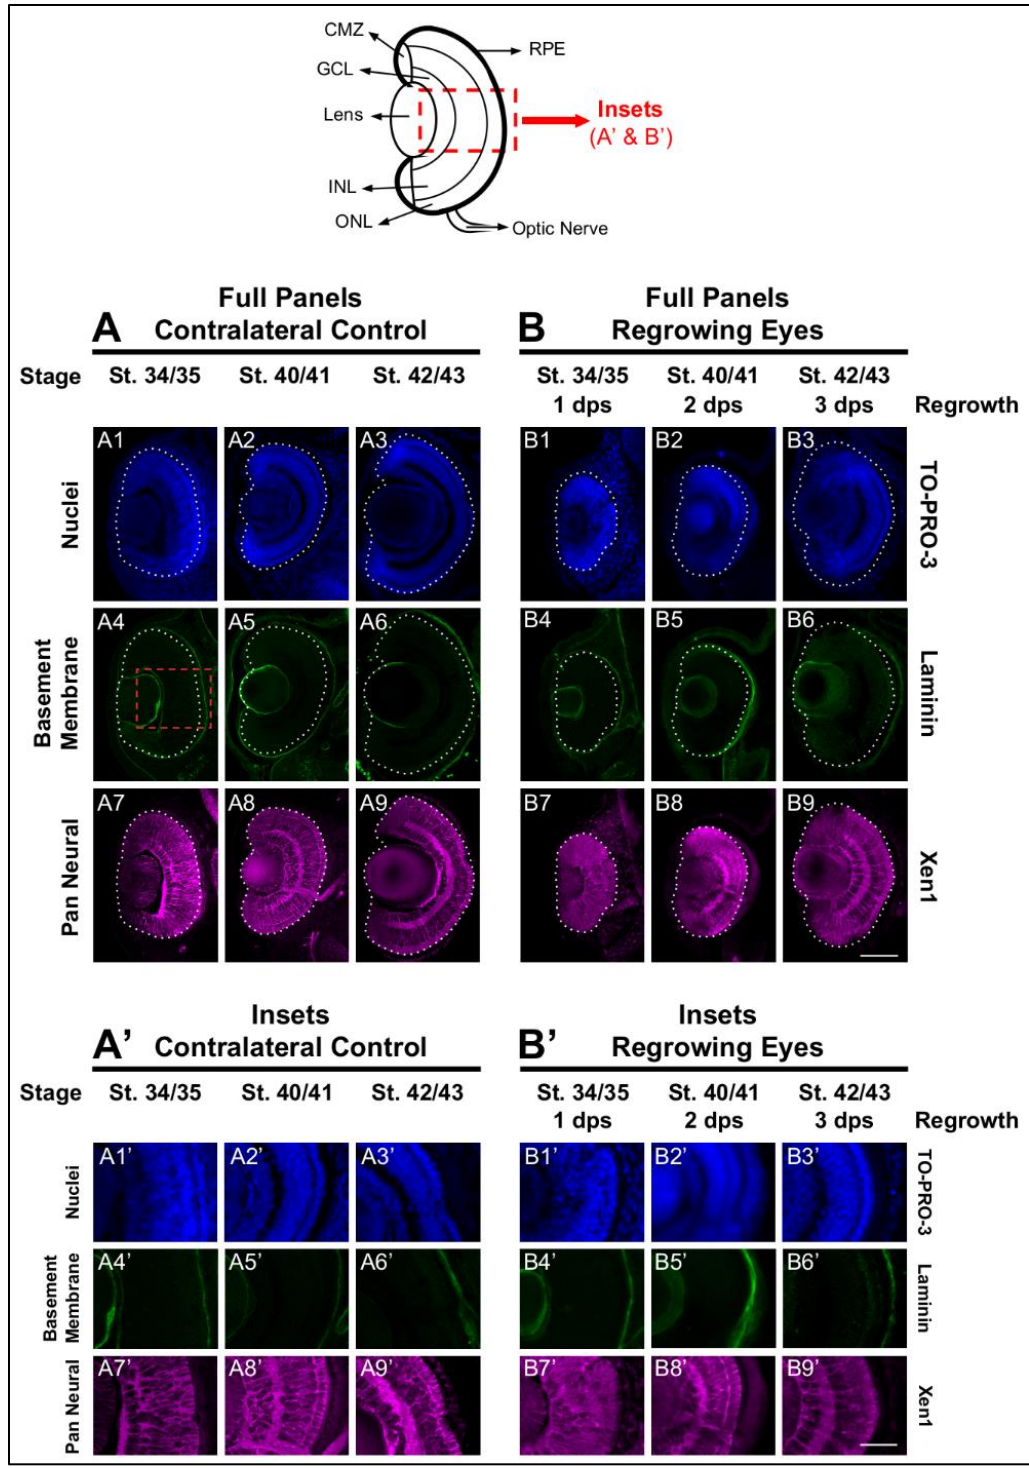 CMZ
RPE
GCL
Lens
Insets
(A' & B')
INL
ONL
Optic Nerve
Full Panels
A Contralateral Control
Full Panels
B Regrowing Eyes
Stage St. 34/35 St. 40/41 St. 42/43
St. 34/35 St. 40/41 St. 42/43
1 dps 2 dps 3 dps Regrowth
Nuclei
A1 A2 A3
B1 B2 B3
TO-PRO-3
Basement
Membrane
A4 A5 A6
B4 B5 B6
Laminin
Pan Neural
A7 A8 A9
B7 B8 B9
Xen1
Insets
A’ Contralateral Control
Insets
B’ Regrowing Eyes
Stage St. 34/35 St. 40/41 St. 42/43
St. 34/35 St. 40/41 St. 42/43
1 dps 2 dps 3 dps Regrowth
Nuclei
A1’ A2’ A3’
B1’ B2’ B3’
TO-PRO-3
Basement
Membrane
A4’ A5’ A6’
B4’ B5’ B6’
Laminin
Pan Neural
A7’ A8’ A9’
B7’ B8’ B9’
Xen1